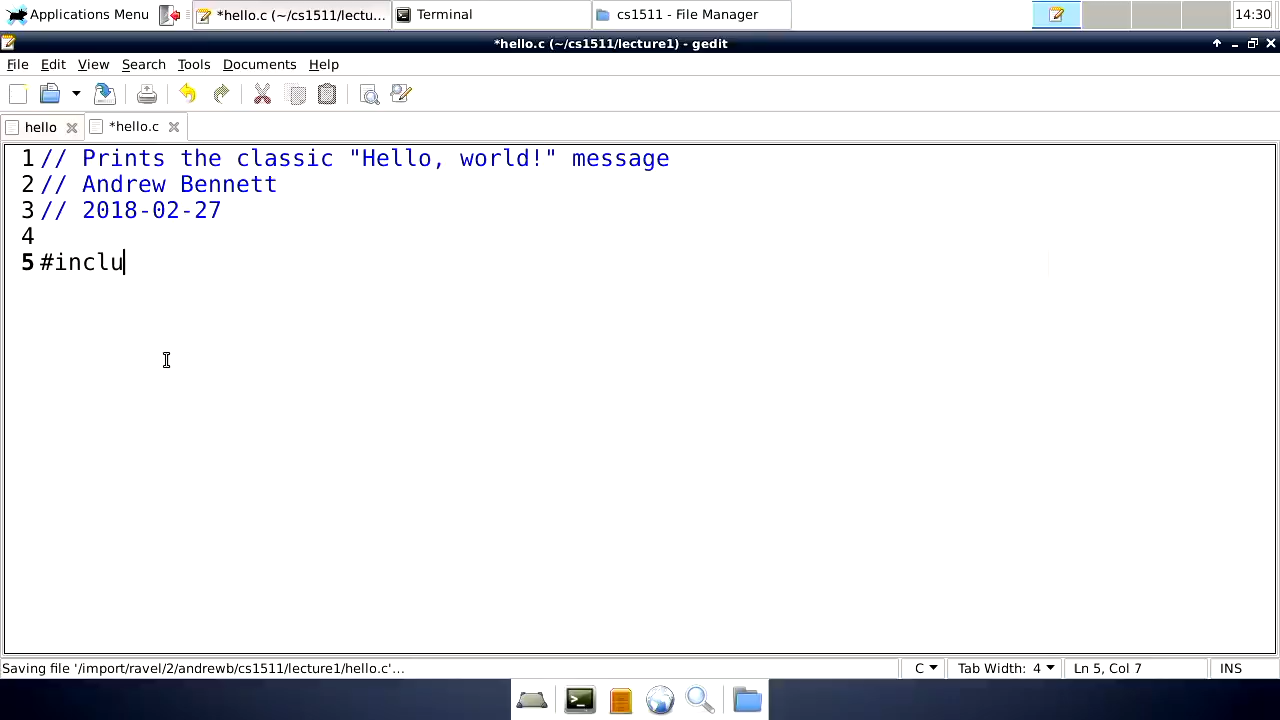 Applications Menu *hello.c (~/cs1511/lectu... Terminal cs1511 - File Manager 14:30
*hello.c (~/cs1511/lecture1) - gedit
File Edit View Search Tools Documents Help
hello *hello.c
1 // Prints the classic "Hello, world!" message
2 // Andrew Bennett
3 // 2018-02-27
4
5 #inclu
Saving file '/import/ravel/2/andrewb/cs1511/lecture1/hello.c'... C Tab Width: 4 Ln 5, Col 7 INS